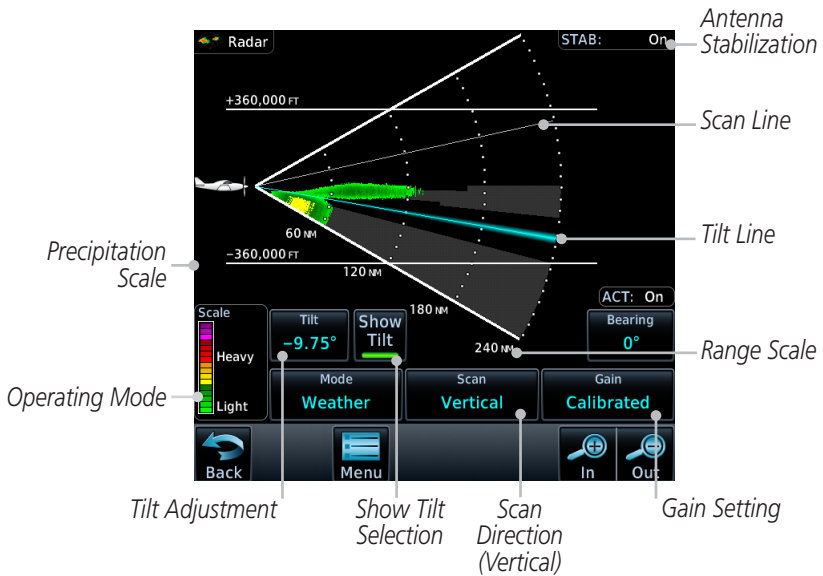 Antenna
Stabilization
Radar
STAB: On
+360,000 FT
Scan Line
Tilt Line
60 NM
Precipitation
Scale
−360,000 FT
120 NM
ACT: On
180 NM
240 NM
Range Scale
Scale
Heavy
Light
Operating Mode
Tilt
−9.75°
Show
Tilt
Bearing
0°
Mode
Weather
Scan
Vertical
Gain
Calibrated
Back
Menu
In
Out
Tilt Adjustment
Show Tilt
Selection
Scan
Direction
(Vertical)
Gain Setting